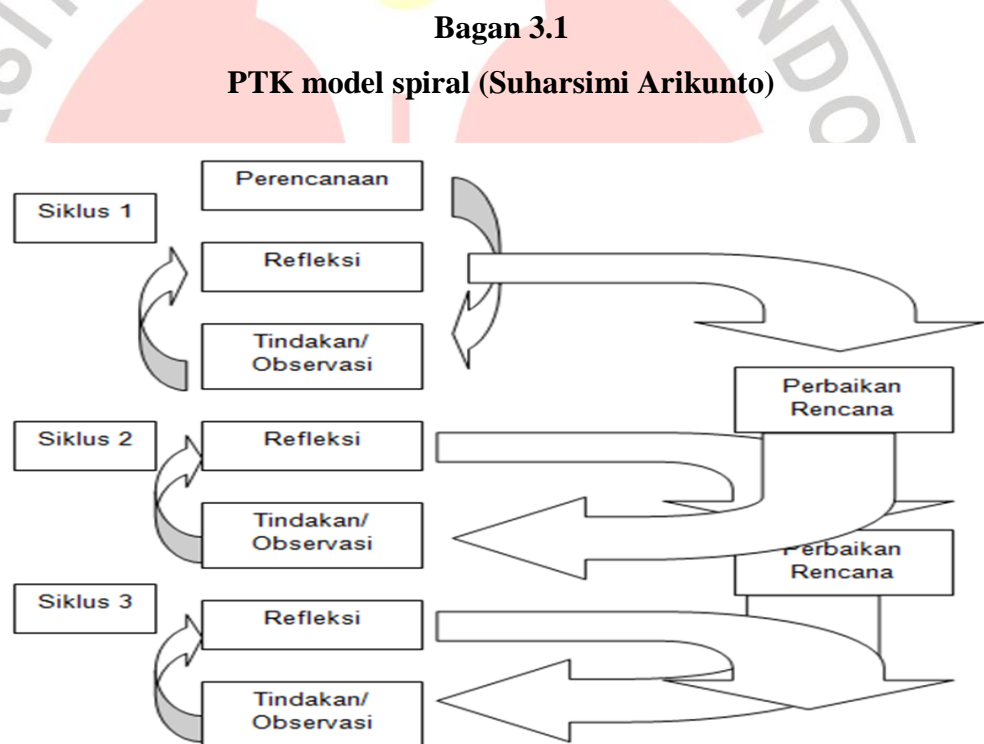 Bagan 3.1
PTK model spiral (Suharsimi Arikunto)
Perencanaan
Siklus 1
Refleksi
Tindakan/
Observasi
Perbaikan
Rencana
Siklus 2
Refleksi
Tindakan/
Observasi
Perbaikan
Rencana
Siklus 3
Refleksi
Tindakan/
Observasi